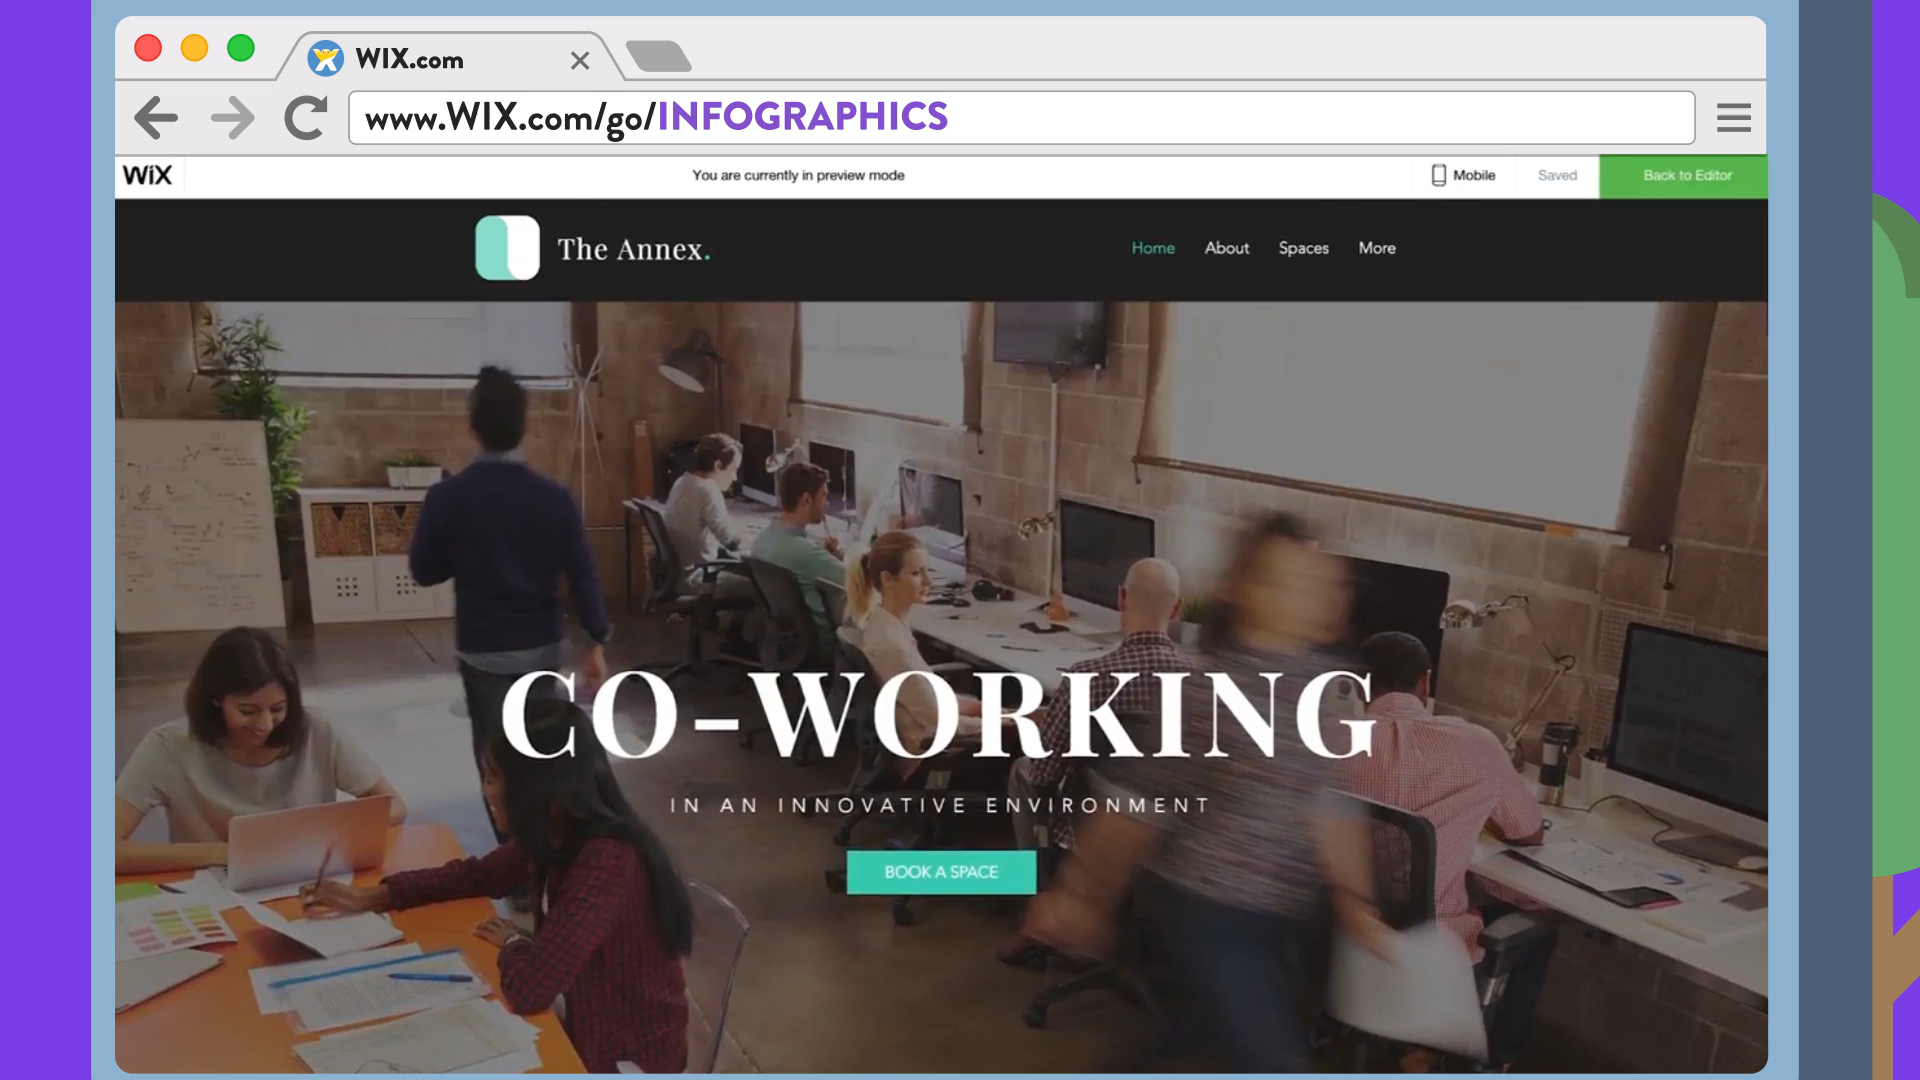 WIX.com
www.WIX.com/go/INFOGRAPHICS
WiX
You are currently in preview mode
Mobile
Saved
Back to Editor
The Annex.
Home About Spaces More
CO-WORKING
IN AN INNOVATIVE ENVIRONMENT
BOOK A SPACE